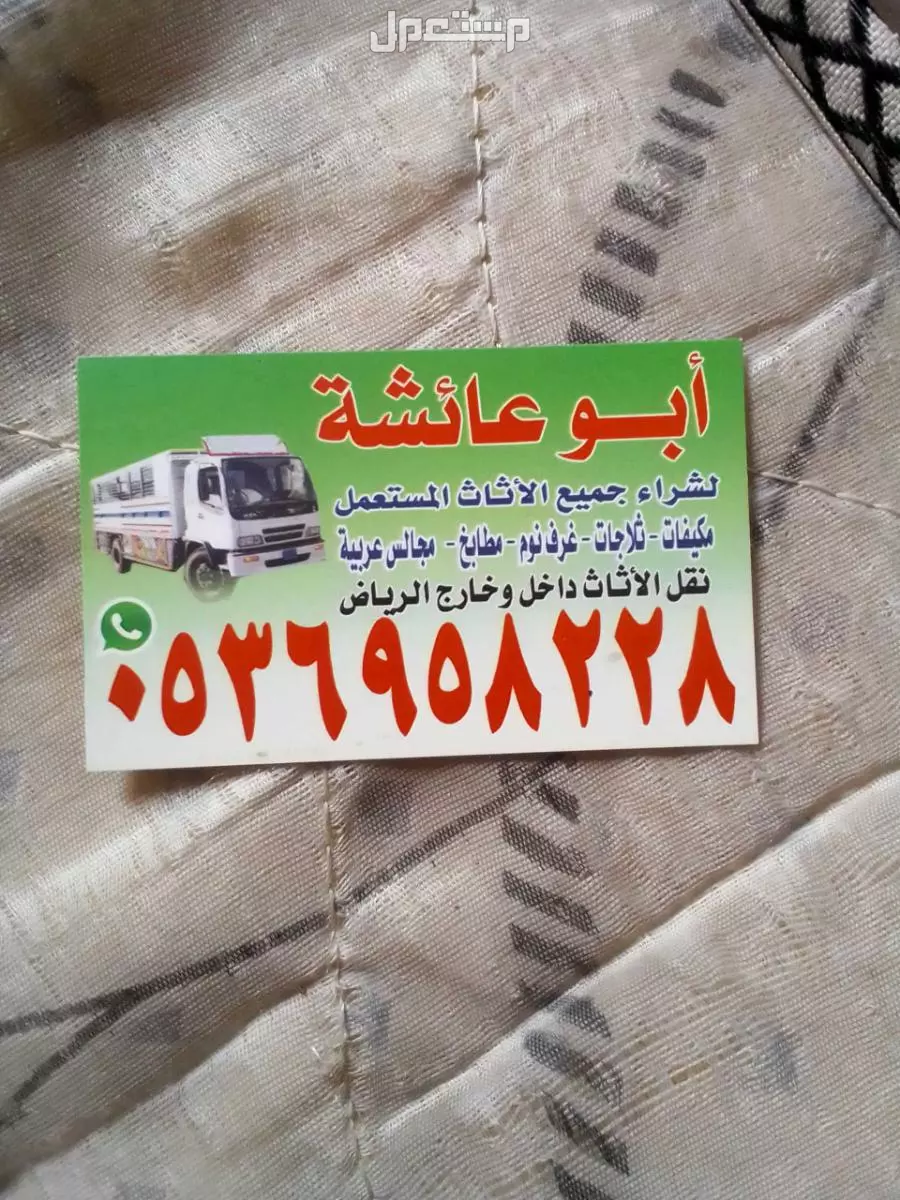 مستعمل
أبو عائشة
لشراء جميع الأثاث المستعمل
مكيفات - ثلاجات - غرف نوم - مطابخ - مجالس عربية
نقل الأثاث داخل وخارج الرياض
٠٥٣٦٩٥٨٢٢٨